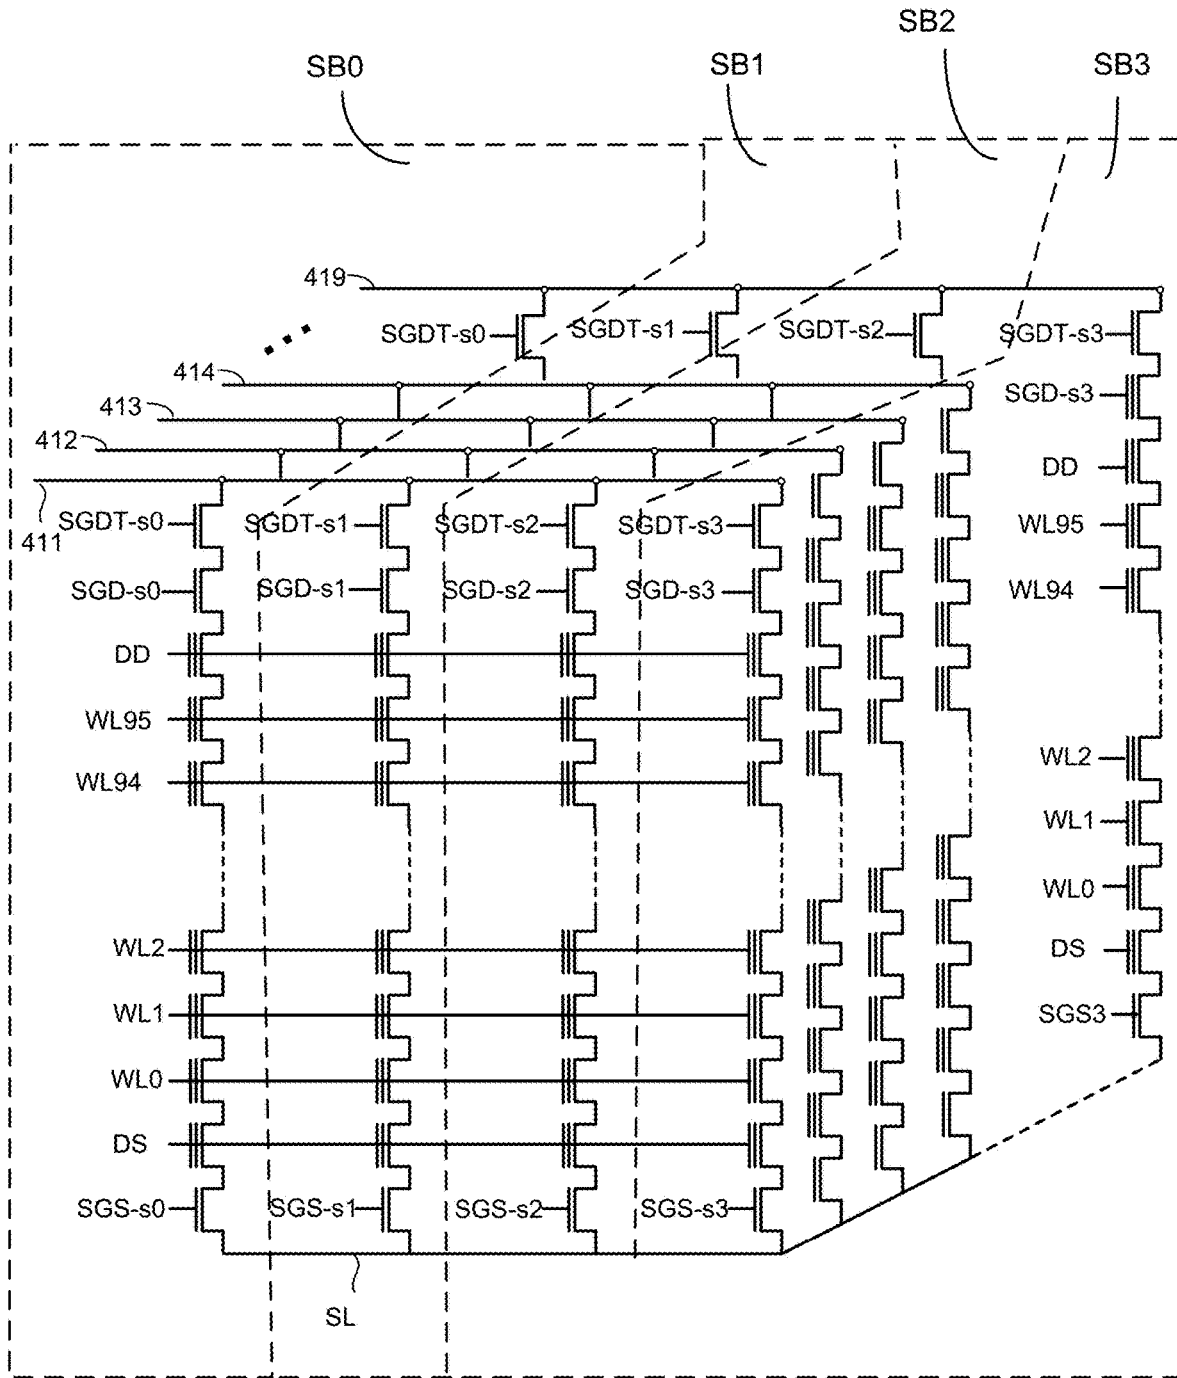 SB0 SB1 SB2 SB3
419
SGDT-s0 SGDT-s1 SGDT-s2 SGDT-s3
414 SGD-s3
413
412 DD
411
SGDT-s0 SGDT-s1 SGDT-s2 SGDT-s3 WL95
SGD-s0 SGD-s1 SGD-s2 SGD-s3 WL94
DD
WL95
WL94 WL2
WL1
WL0
WL2 DS
WL1 SGS3
WL0
DS
SGS-s0 SGS-s1 SGS-s2 SGS-s3
SL